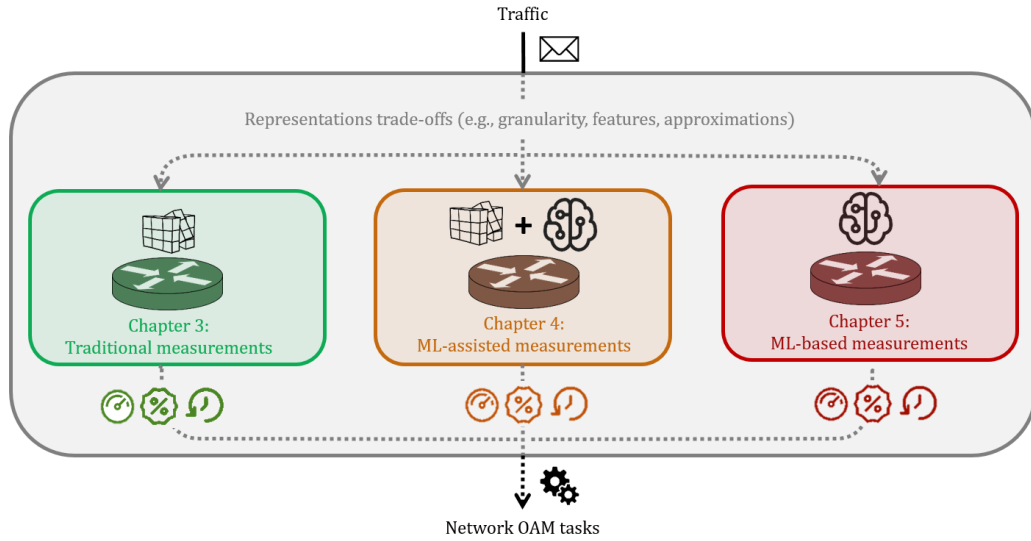 Traffic
Representations trade-offs (e.g., granularity, features, approximations)
+
Chapter 3:
Traditional measurements
Chapter 4:
ML-assisted measurements
Chapter 5:
ML-based measurements
%
%
%
Network OAM tasks